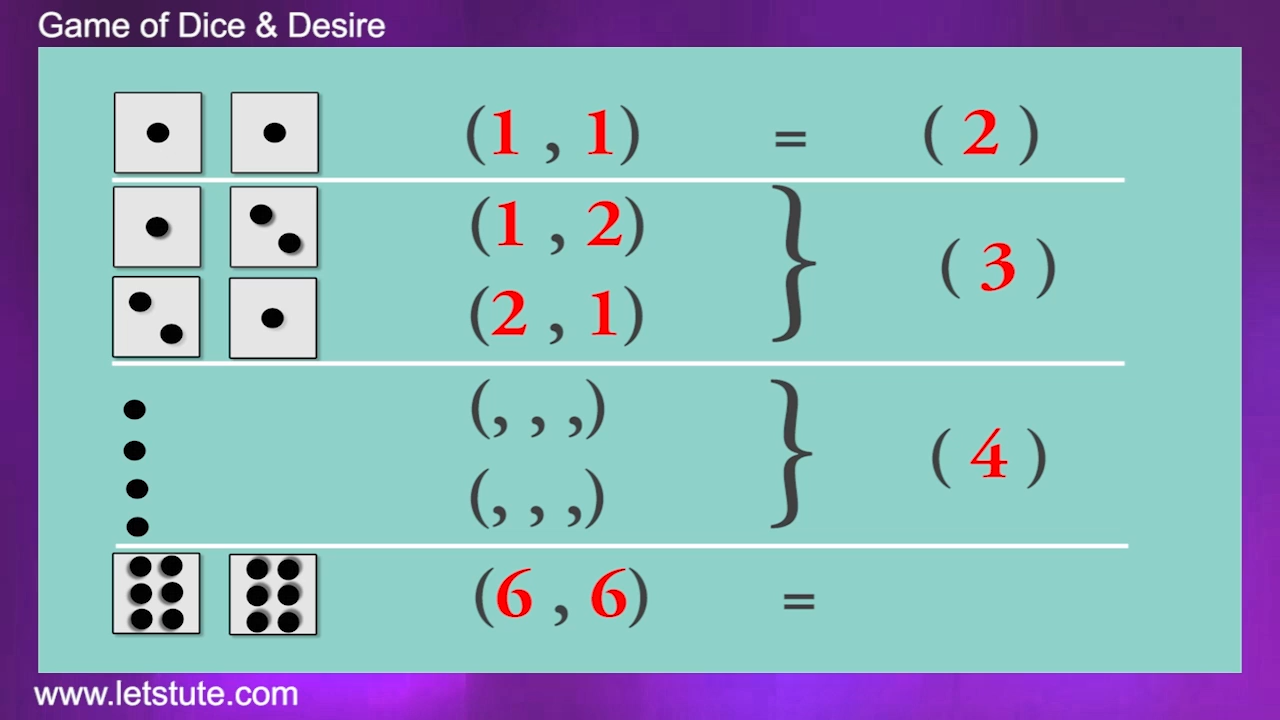 Game of Dice & Desire
(1 , 1) = ( 2 )
(1 , 2)
(2 , 1)
} ( 3 )
(, , ,)
(, , ,)
} ( 4 )
(6 , 6) =
www.letstute.com